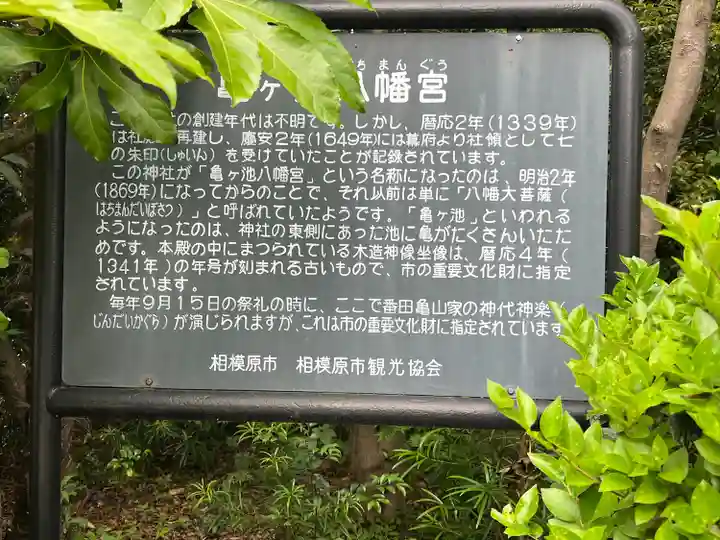 ちまんぐう
亀ヶ 八幡宮
この の創建年代は不明です。しかし、暦応2年(1339年)
は社 再建し、慶安2年(1649年)には幕府より社領として七
の朱印(しゅいん)を受けていたことが記録されています。
この神社が「亀ヶ池八幡宮」という名称になったのは、明治2年
(1869年)になってからのことで、それ以前は単に「八幡大菩薩(
はちまんだいぼさつ)」と呼ばれていたようです。「亀ヶ池」といわれる
ようになったのは、神社の東側にあった池に亀がたくさんいたた
めです。本殿の中にまつられている木造神像坐像は、暦応4年(
1341年)の年号が刻まれる古いもので、市の重要文化財に指定
されています。
毎年9月15日の祭礼の時に、ここで番田亀山家の神代神楽(
じんだいかぐら)が演じられますが、これは市の重要文化財に指定されています
相模原市 相模原市観光協会